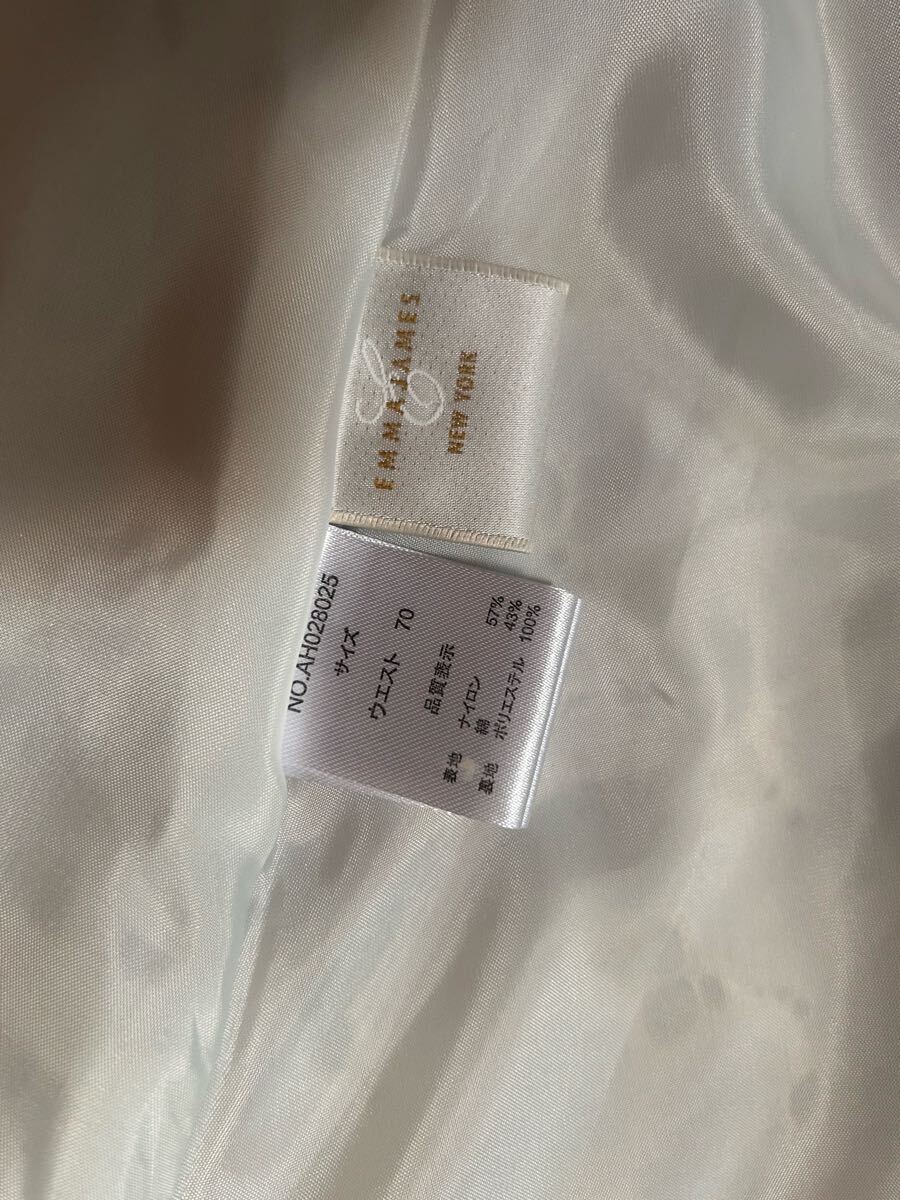 EMMAJAMES
NEW YORK
NO.AH028025
サイズ
ウエスト 70
品質表示
表地 ナイロン 57%
綿 43%
裏地 ポリエステル 100%